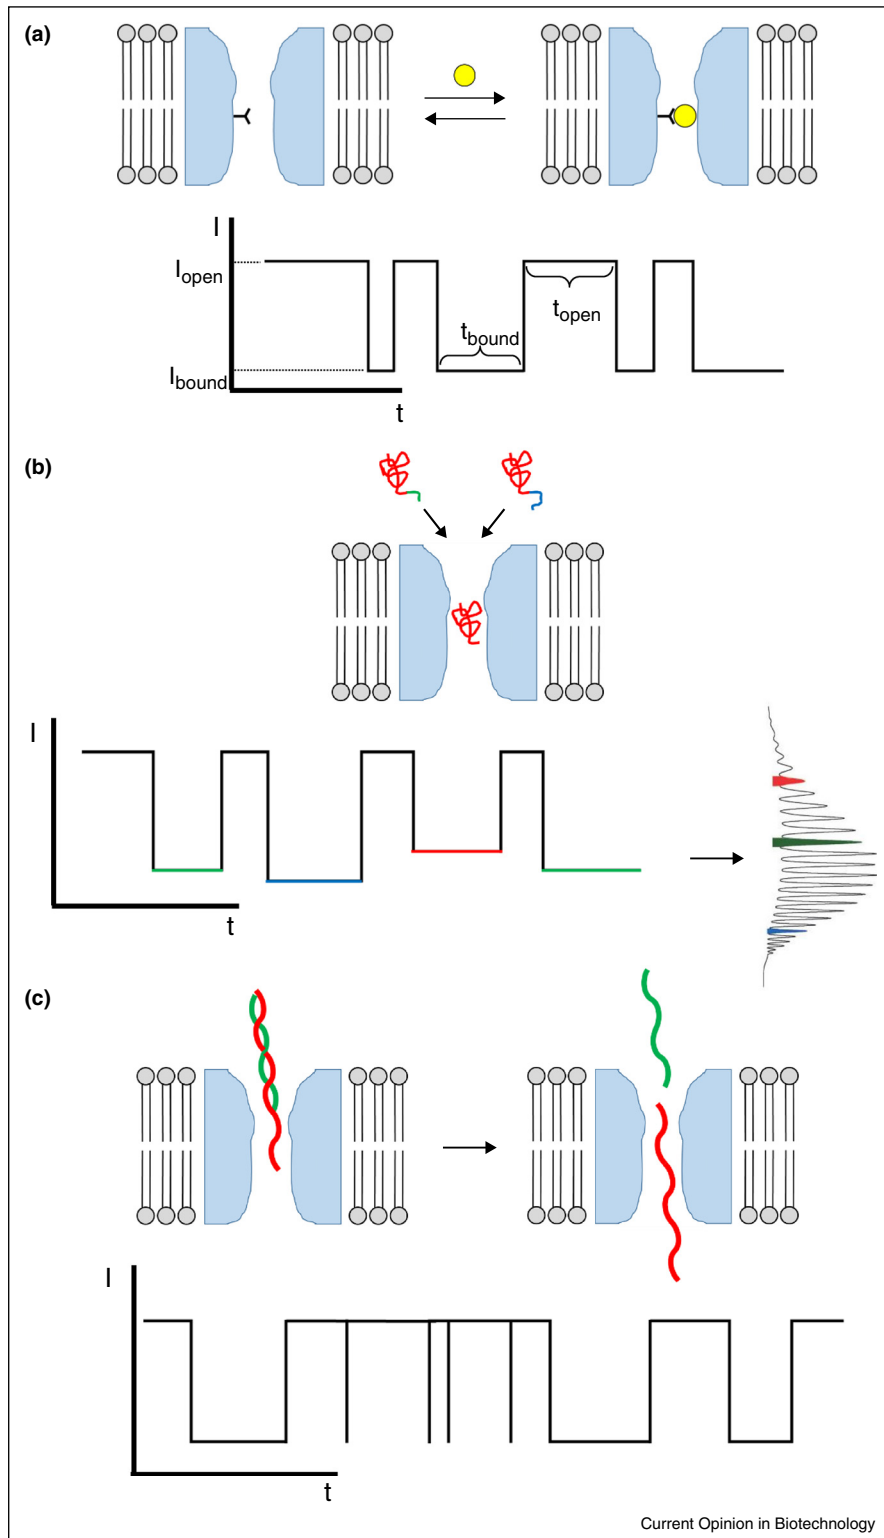 (a)
I
I_open
t_open
t_bound
I_bound
t
(b)
I
t
(c)
I
t
Current Opinion in Biotechnology